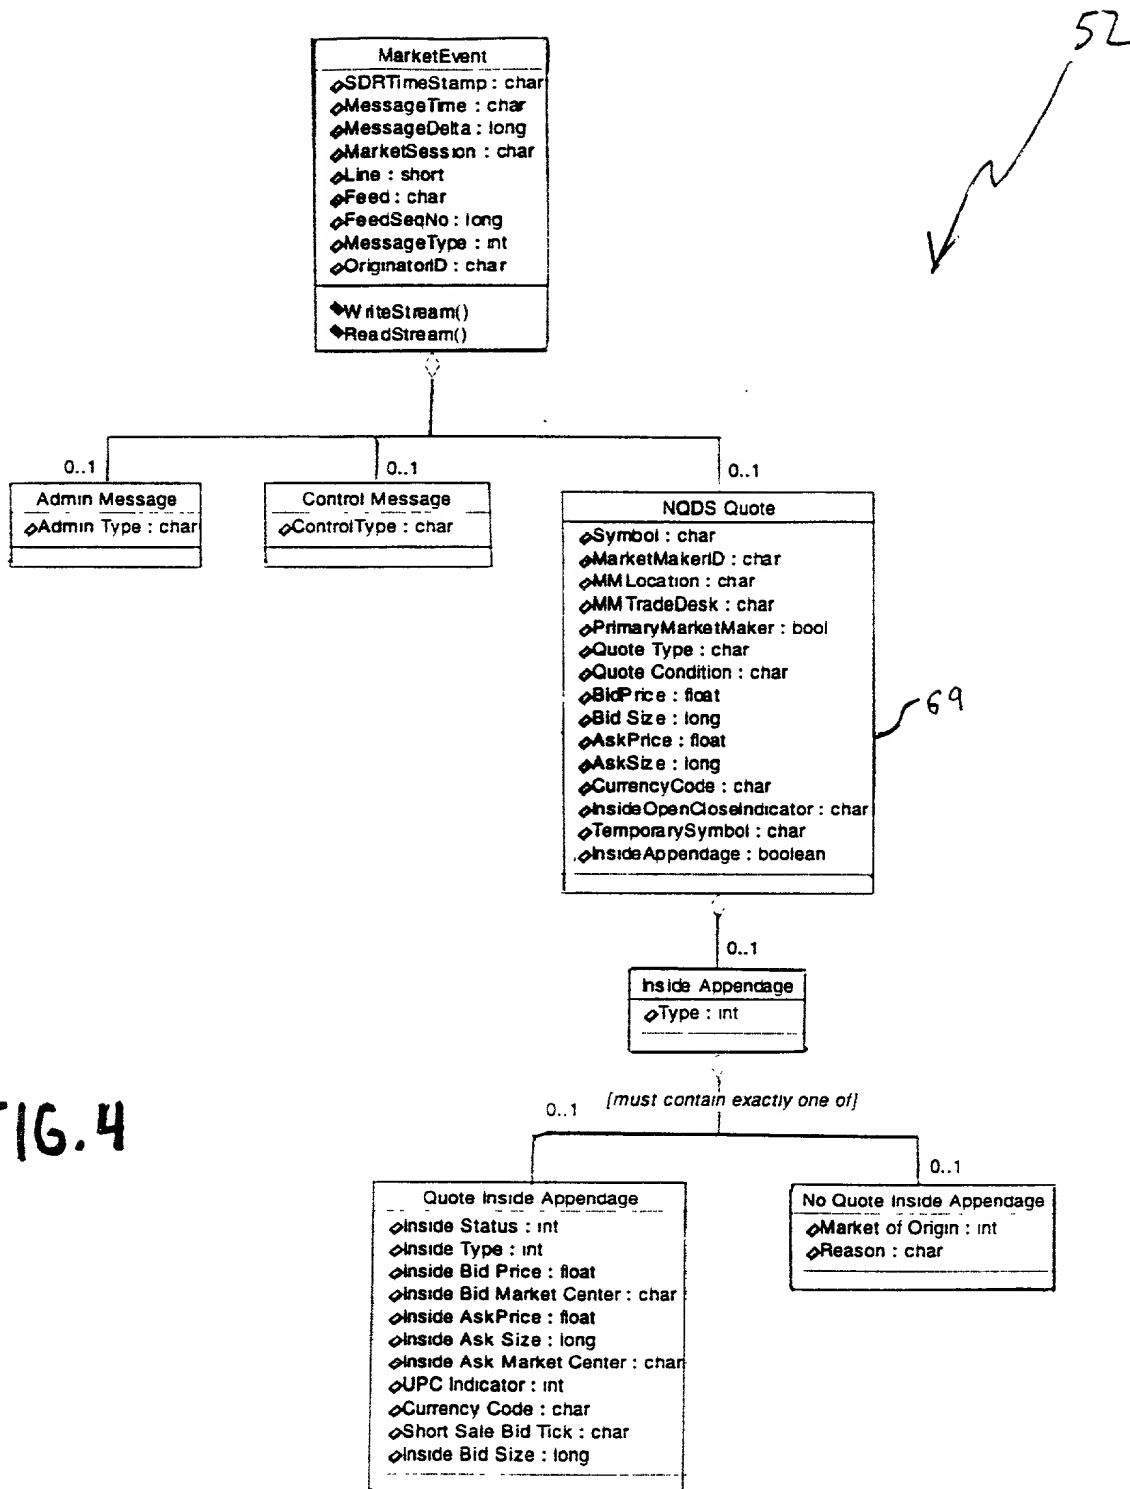 52
MarketEvent
SDRTimeStamp : char
MessageTime : char
MessageDelta : long
MarketSession : char
Line : short
Feed : char
FeedSeqNo : long
MessageType : int
OriginatorID : char
WriteStream()
ReadStream()
0..1
0..1
0..1
Admin Message
Admin Type : char
Control Message
ControlType : char
NQDS Quote
Symbol : char
MarketMakerID : char
MMLocation : char
MMTradeDesk : char
PrimaryMarketMaker : bool
Quote Type : char
Quote Condition : char
BidPrice : float
Bid Size : long
AskPrice : float
AskSize : long
CurrencyCode : char
InsideOpenCloseIndicator : char
TemporarySymbol : char
InsideAppendage : boolean
69
0..1
Inside Appendage
Type : int
[must contain exactly one of]
0..1
0..1
FIG. 4
Quote Inside Appendage
Inside Status : int
Inside Type : int
Inside Bid Price : float
Inside Bid Market Center : char
Inside AskPrice : float
Inside Ask Size : long
Inside Ask Market Center : char
UPC Indicator : int
Currency Code : char
Short Sale Bid Tick : char
Inside Bid Size : long
No Quote Inside Appendage
Market of Origin : int
Reason : char